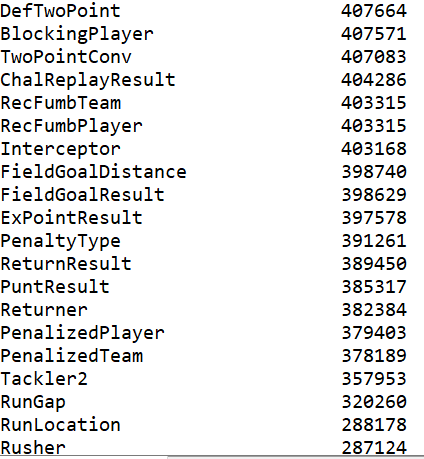 DefTwoPoint 407664
BlockingPlayer 407571
TwoPointConv 407083
ChalReplayResult 404286
RecFumbTeam 403315
RecFumbPlayer 403315
Interceptor 403168
FieldGoalDistance 398740
FieldGoalResult 398629
ExPointResult 397578
PenaltyType 391261
ReturnResult 389450
PuntResult 385317
Returner 382384
PenalizedPlayer 379403
PenalizedTeam 378189
Tackler2 357953
RunGap 320260
RunLocation 288178
Rusher 287124